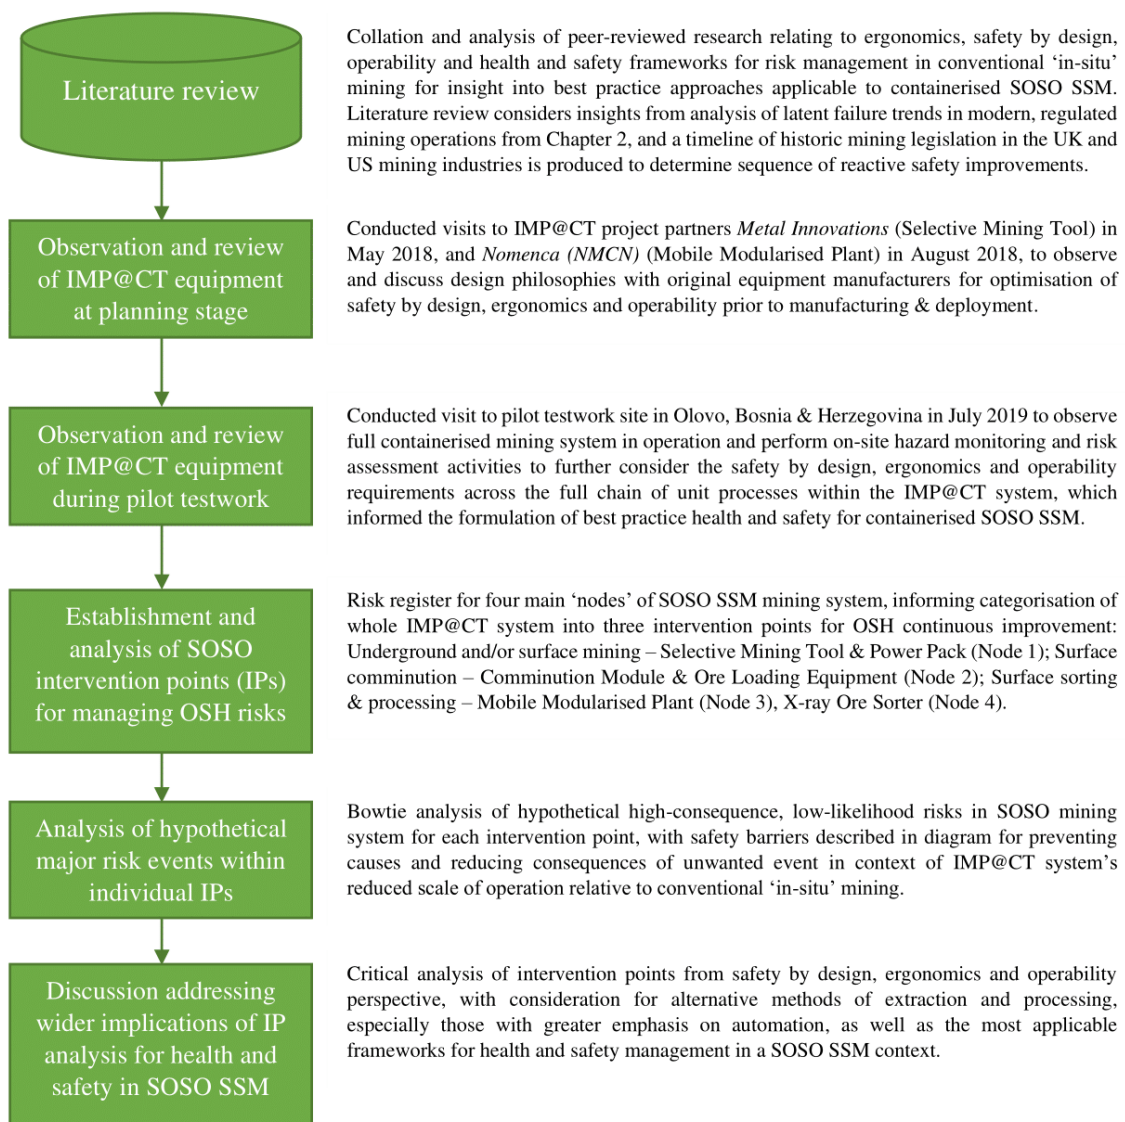 Literature review
Collation and analysis of peer-reviewed research relating to ergonomics, safety by design,
operability and health and safety frameworks for risk management in conventional ‘in-situ’
mining for insight into best practice approaches applicable to containerised SOSO SSM.
Literature review considers insights from analysis of latent failure trends in modern, regulated
mining operations from Chapter 2, and a timeline of historic mining legislation in the UK and
US mining industries is produced to determine sequence of reactive safety improvements.
Observation and review
of IMP@CT equipment
at planning stage
Conducted visits to IMP@CT project partners Metal Innovations (Selective Mining Tool) in
May 2018, and Nomenca (NMCN) (Mobile Modularised Plant) in August 2018, to observe
and discuss design philosophies with original equipment manufacturers for optimisation of
safety by design, ergonomics and operability prior to manufacturing & deployment.
Observation and review
of IMP@CT equipment
during pilot testwork
Conducted visit to pilot testwork site in Olovo, Bosnia & Herzegovina in July 2019 to observe
full containerised mining system in operation and perform on-site hazard monitoring and risk
assessment activities to further consider the safety by design, ergonomics and operability
requirements across the full chain of unit processes within the IMP@CT system, which
informed the formulation of best practice health and safety for containerised SOSO SSM.
Establishment and
analysis of SOSO
intervention points (IPs)
for managing OSH risks
Risk register for four main ‘nodes’ of SOSO SSM mining system, informing categorisation of
whole IMP@CT system into three intervention points for OSH continuous improvement:
Underground and/or surface mining – Selective Mining Tool & Power Pack (Node 1); Surface
comminution – Comminution Module & Ore Loading Equipment (Node 2); Surface sorting
& processing – Mobile Modularised Plant (Node 3), X-ray Ore Sorter (Node 4).
Analysis of hypothetical
major risk events within
individual IPs
Bowtie analysis of hypothetical high-consequence, low-likelihood risks in SOSO mining
system for each intervention point, with safety barriers described in diagram for preventing
causes and reducing consequences of unwanted event in context of IMP@CT system’s
reduced scale of operation relative to conventional ‘in-situ’ mining.
Discussion addressing
wider implications of IP
analysis for health and
safety in SOSO SSM
Critical analysis of intervention points from safety by design, ergonomics and operability
perspective, with consideration for alternative methods of extraction and processing,
especially those with greater emphasis on automation, as well as the most applicable
frameworks for health and safety management in a SOSO SSM context.